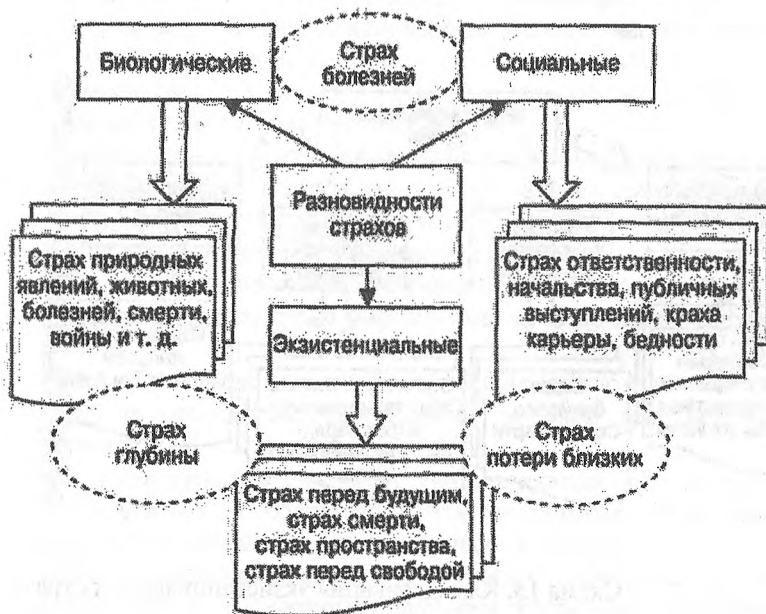 Биологические
Страх
болезней
Социальные
Разновидности
страхов
Страх природных
явлений, животных,
болезней, смерти,
войны и т. д.
Страх ответственности,
начальства, публичных
выступлений, краха
карьеры, бедности
Экзистенциальные
Страх
глубины
Страх
потери близких
Страх перед будущим,
страх смерти,
страх пространства,
страх перед свободой